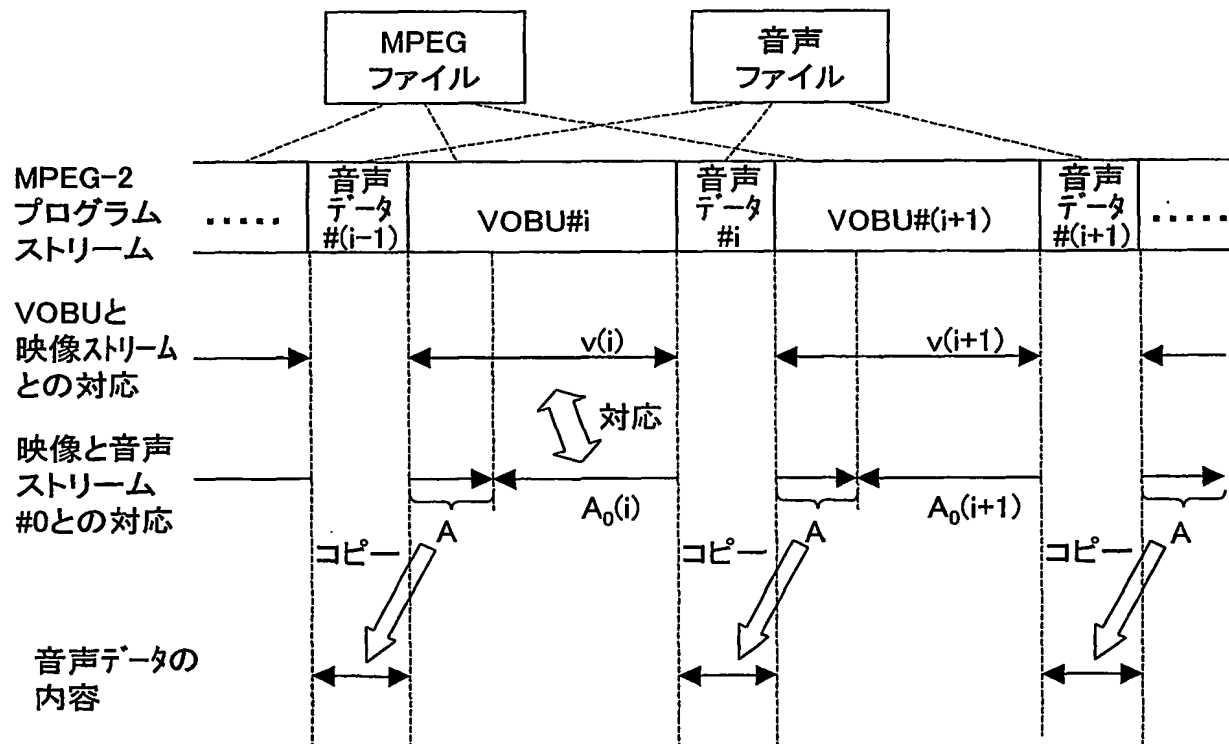 MPEG
ファイル
音声
ファイル
MPEG-2
プログラム
ストリーム
.....
音声
データ
#(i-1)
VOBU#i
音声
データ
#i
VOBU#(i+1)
音声
データ
#(i+1)
.....
VOBUと
映像ストリーム
との対応
v(i)
v(i+1)
対応
映像と音声
ストリーム
#0との対応
A
A₀(i)
A
A₀(i+1)
A
コピー
コピー
コピー
音声データの
内容